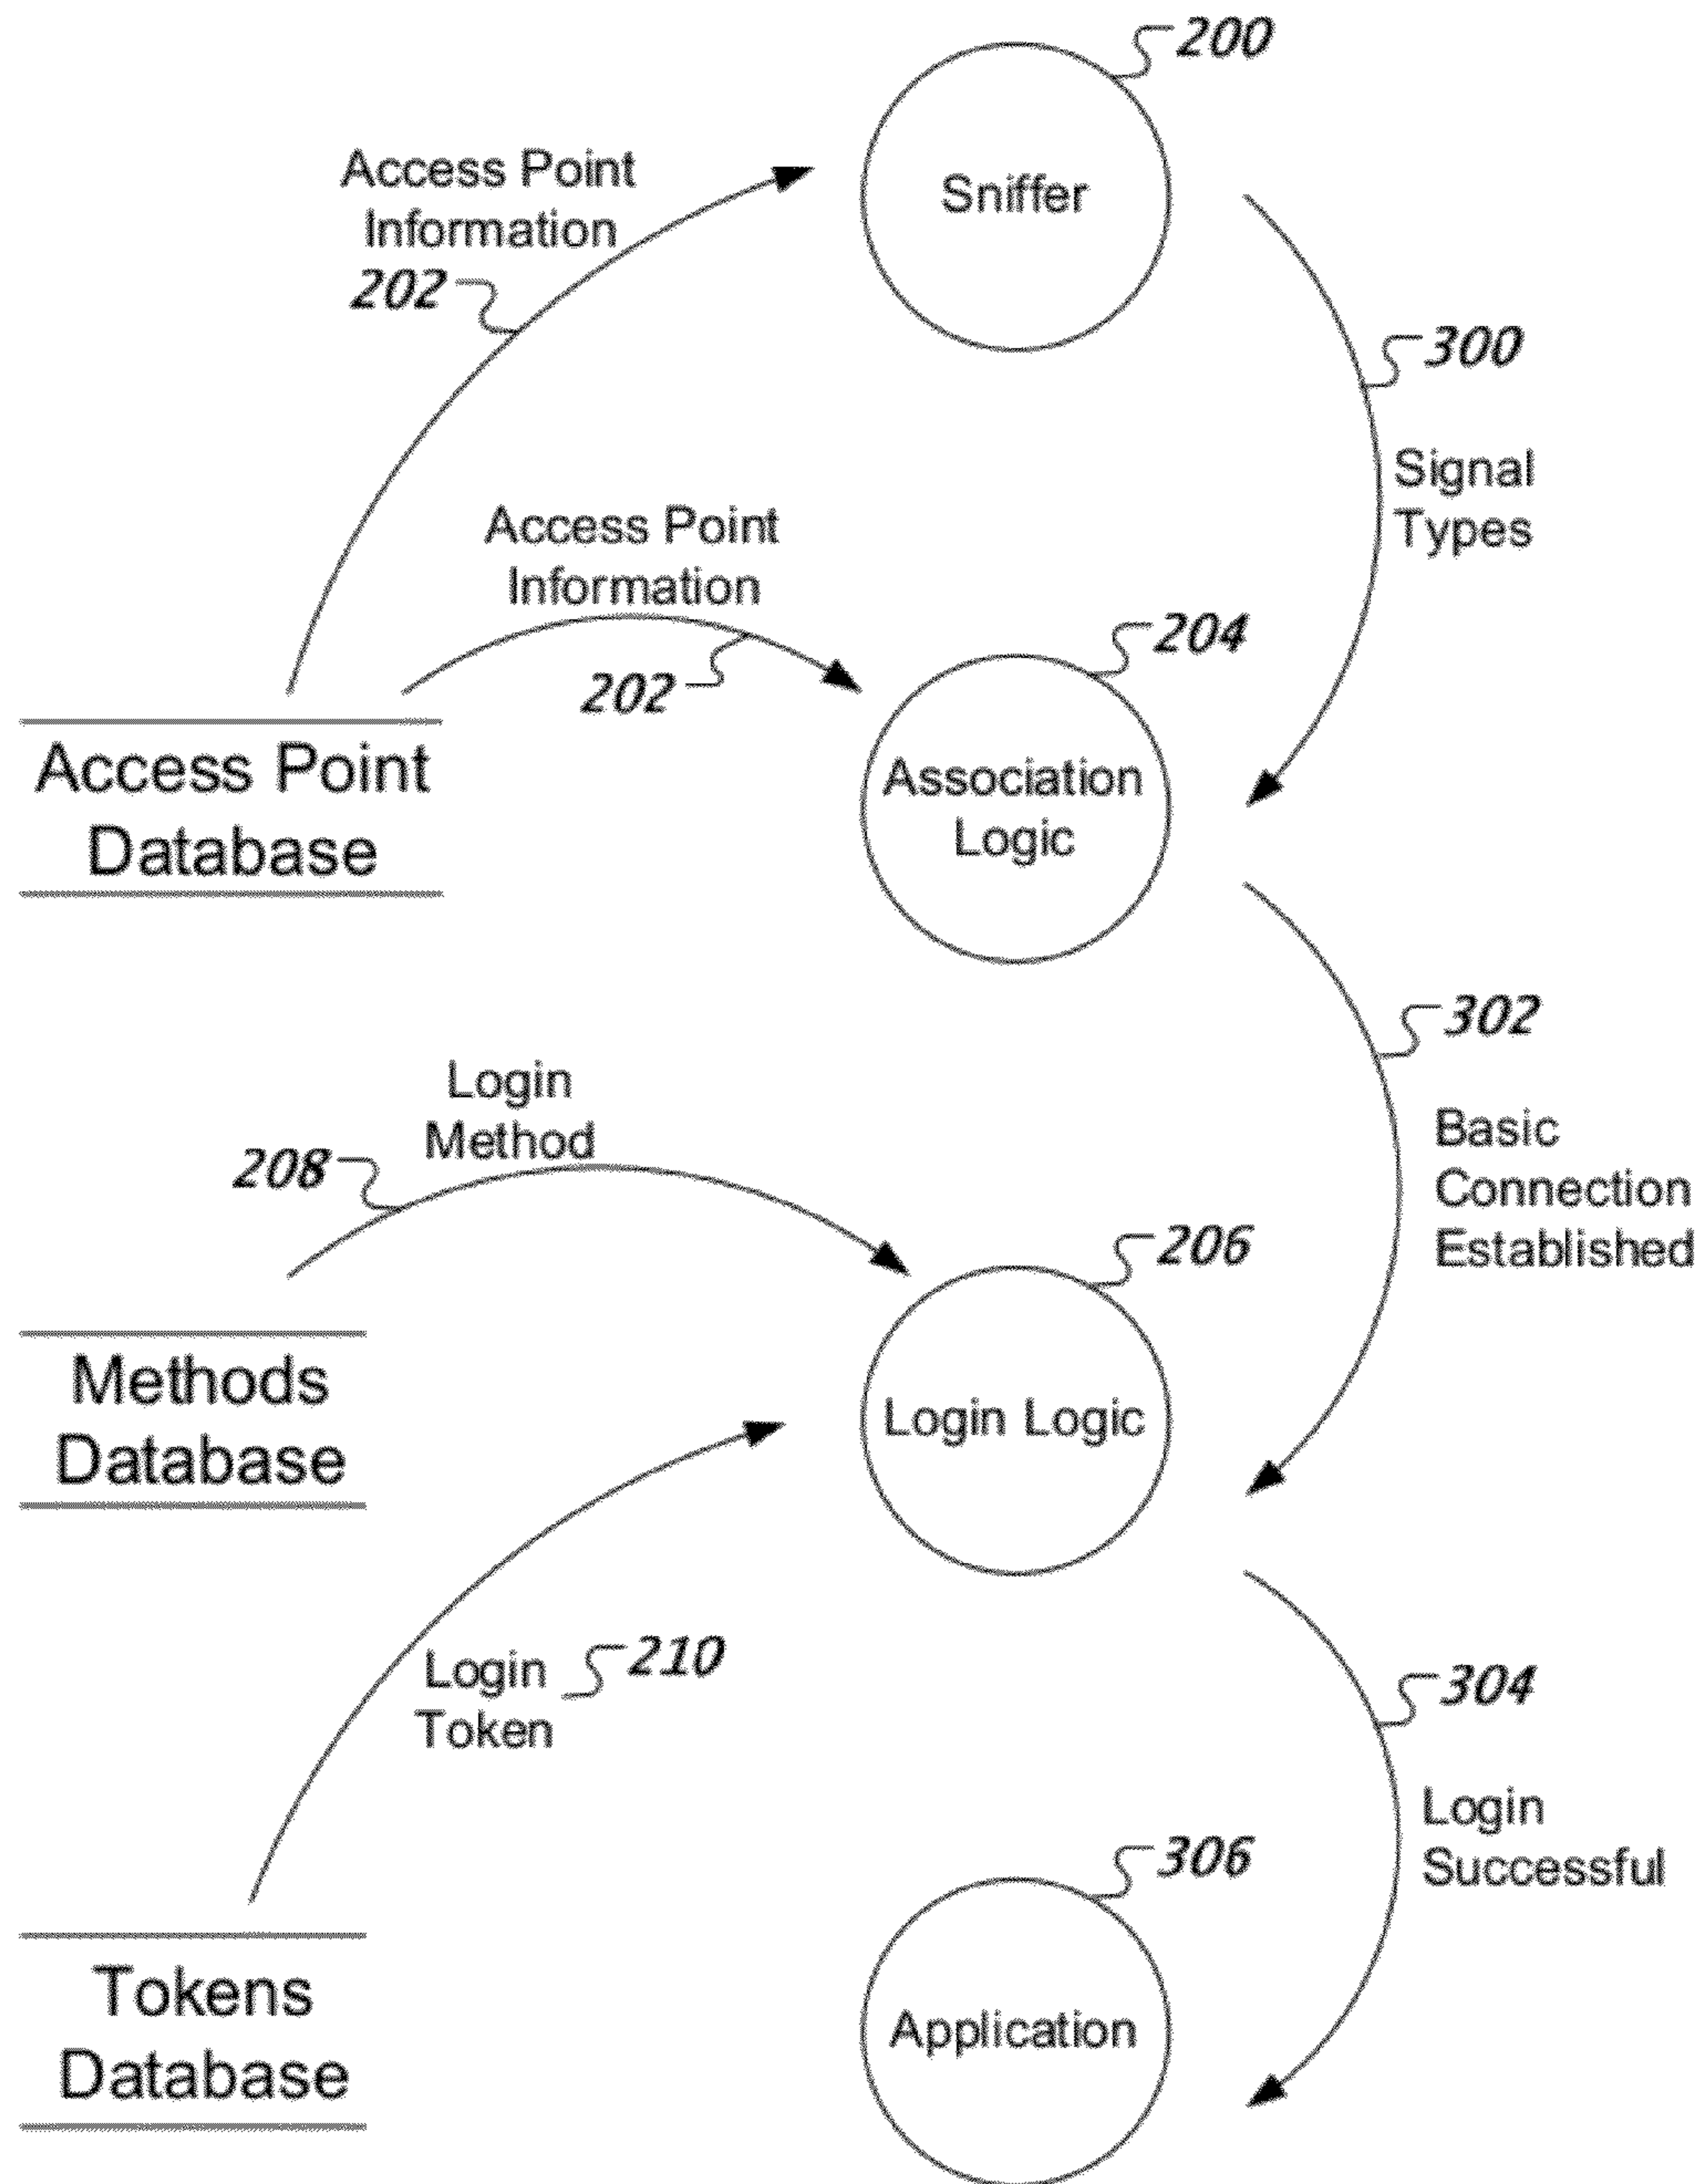 200
Sniffer
Access Point
Information
202
300
Signal
Types
Access Point
Information
202
204
Access Point
Database
Association
Logic
302
Basic
Connection
Established
Login
Method
208
206
Methods
Database
Login Logic
Login
Token
210
304
Login
Successful
306
Tokens
Database
Application